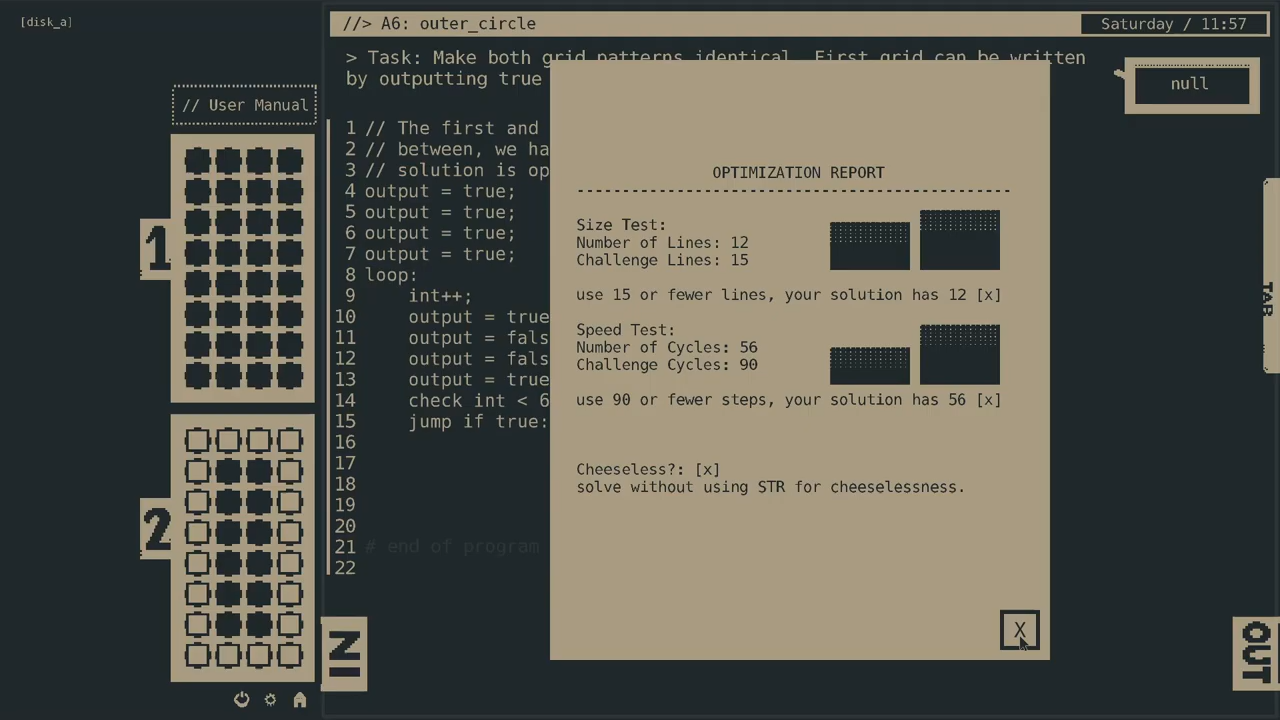 [disk_a]
//> A6: outer_circle
Saturday / 11:57
> Task: Make both grid patterns identical. First grid can be written
by outputting true
null
// User Manual
1
2
1 // The first and
2 // between, we ha
3 // solution is op
4 output = true;
5 output = true;
6 output = true;
7 output = true;
8 loop:
9 int++;
10 output = true
11 output = fals
12 output = fals
13 output = true
14 check int < 6
15 jump if true:
16
17
18
19
20
21 # end of program
22
OPTIMIZATION REPORT
Size Test:
Number of Lines: 12
Challenge Lines: 15
use 15 or fewer lines, your solution has 12 [x]
Speed Test:
Number of Cycles: 56
Challenge Cycles: 90
use 90 or fewer steps, your solution has 56 [x]
Cheeseless?: [x]
solve without using STR for cheeselessness.
X
TAB
IN
OUT